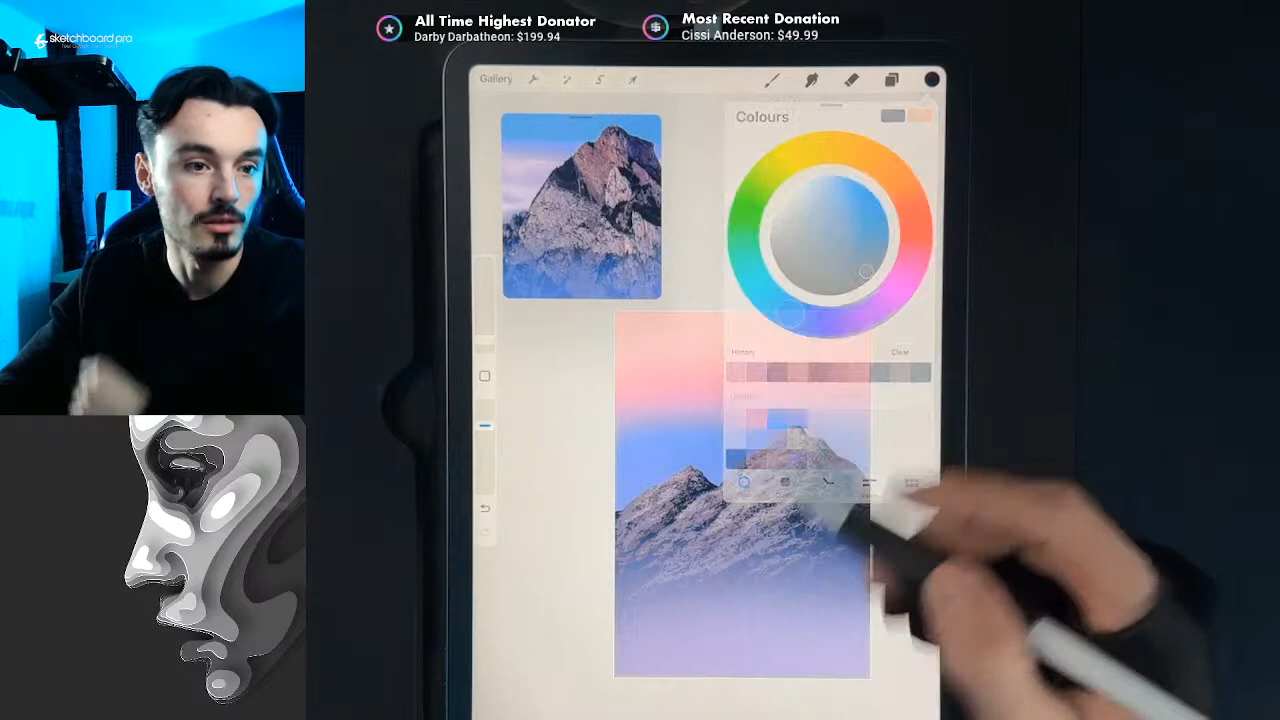 sketchboard pro
All Time Highest Donator
Darby Darbatheon: $199.94
Most Recent Donation
Cissi Anderson: $49.99
Gallery
Colours
History
Clear